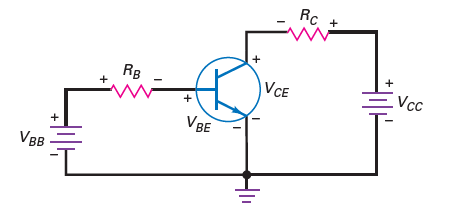 − R_C +
+
+ R_B −
+ V_CE +
+ V_CC
V_BE − −
−
+
V_BB
−